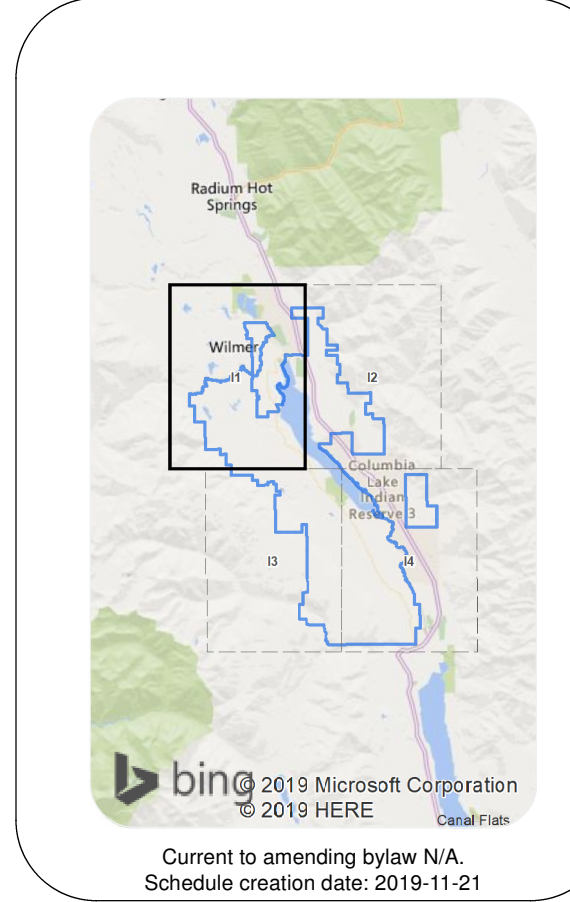 Radium Hot
Springs
Wilmer
I1
I2
Columbia
Lake
Indian
Reserve 3
I3
I4
bing
© 2019 Microsoft Corporation
© 2019 HERE
Canal Flats
Current to amending bylaw N/A.
Schedule creation date: 2019-11-21